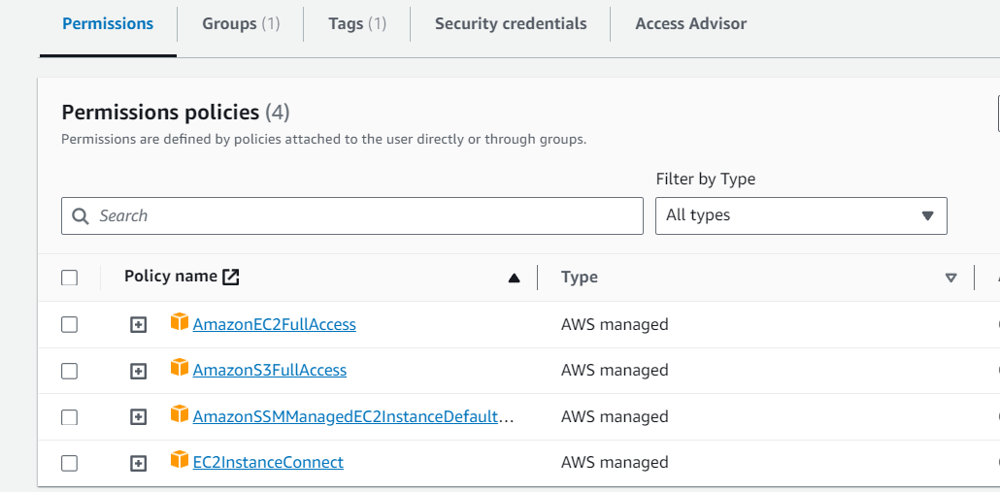 Permissions Groups (1) Tags (1) Security credentials Access Advisor
Permissions policies (4)
Permissions are defined by policies attached to the user directly or through groups.
Filter by Type
Search All types
Policy name Type
AmazonEC2FullAccess AWS managed
AmazonS3FullAccess AWS managed
AmazonSSMManagedEC2InstanceDefault... AWS managed
EC2InstanceConnect AWS managed